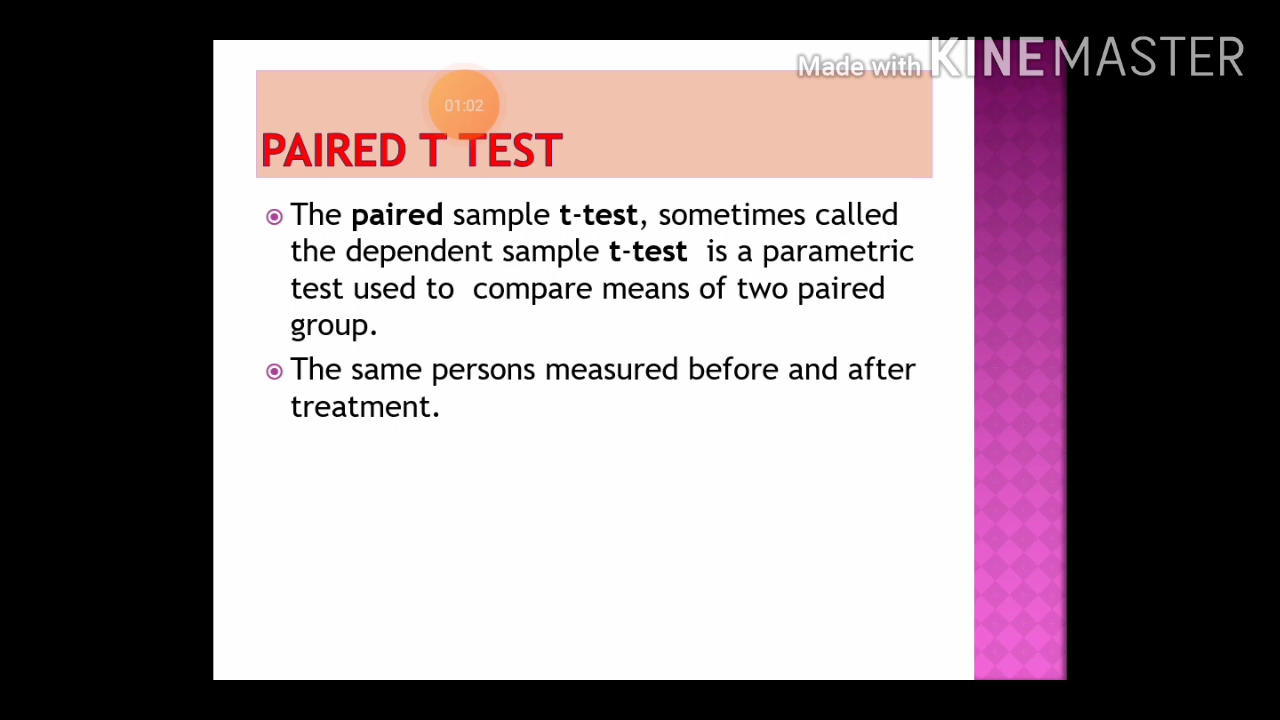 Made with KINEMASTER
01:02
PAIRED T TEST
The paired sample t-test, sometimes called
the dependent sample t-test is a parametric
test used to compare means of two paired
group.
The same persons measured before and after
treatment.